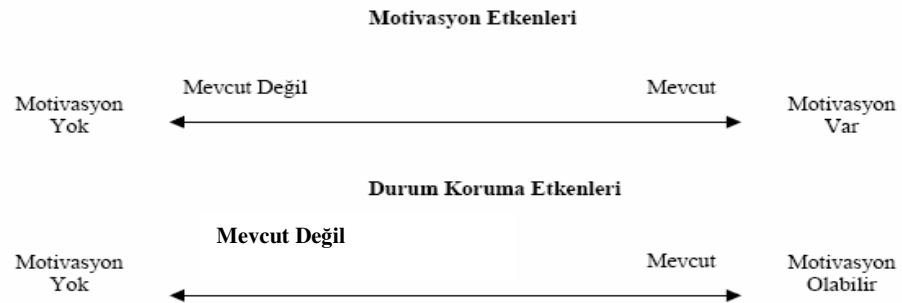 Motivasyon Etkenleri
Mevcut Değil
Mevcut
Motivasyon
Yok
Motivasyon
Var
Durum Koruma Etkenleri
Mevcut Değil
Mevcut
Motivasyon
Yok
Motivasyon
Olabilir